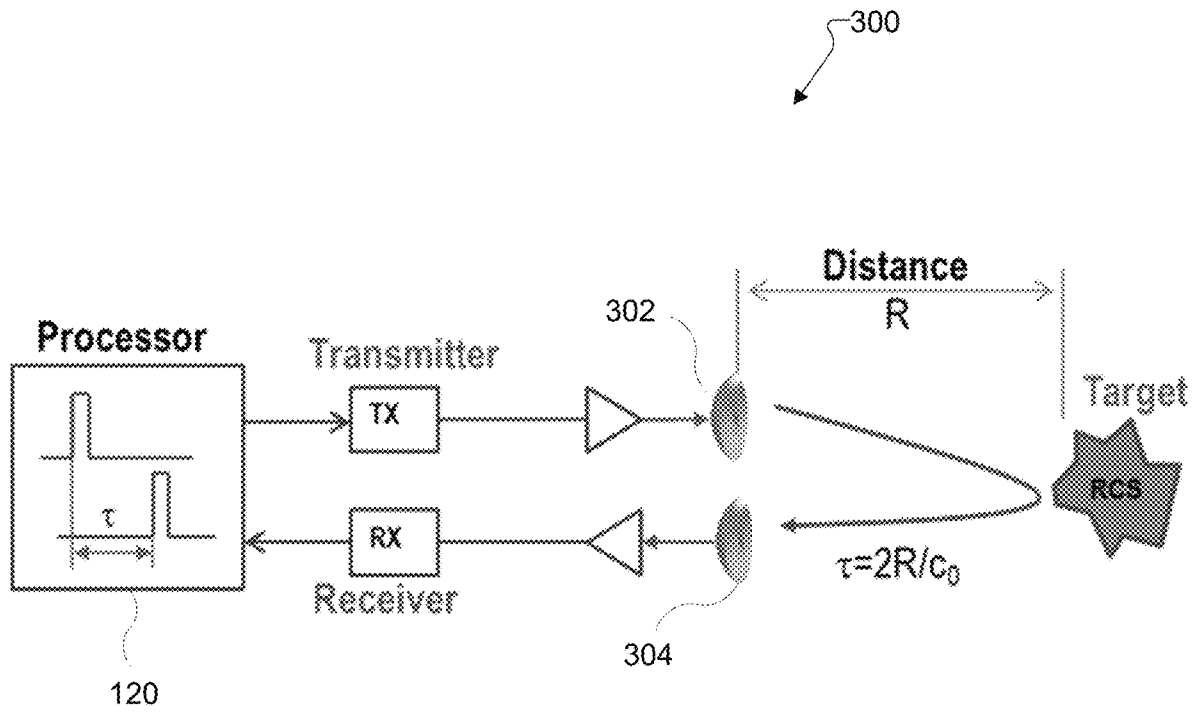 300
Distance
R
302
Processor
Transmitter
TX
Target
RCS
τ
RX
τ=2R/c₀
Receiver
304
120